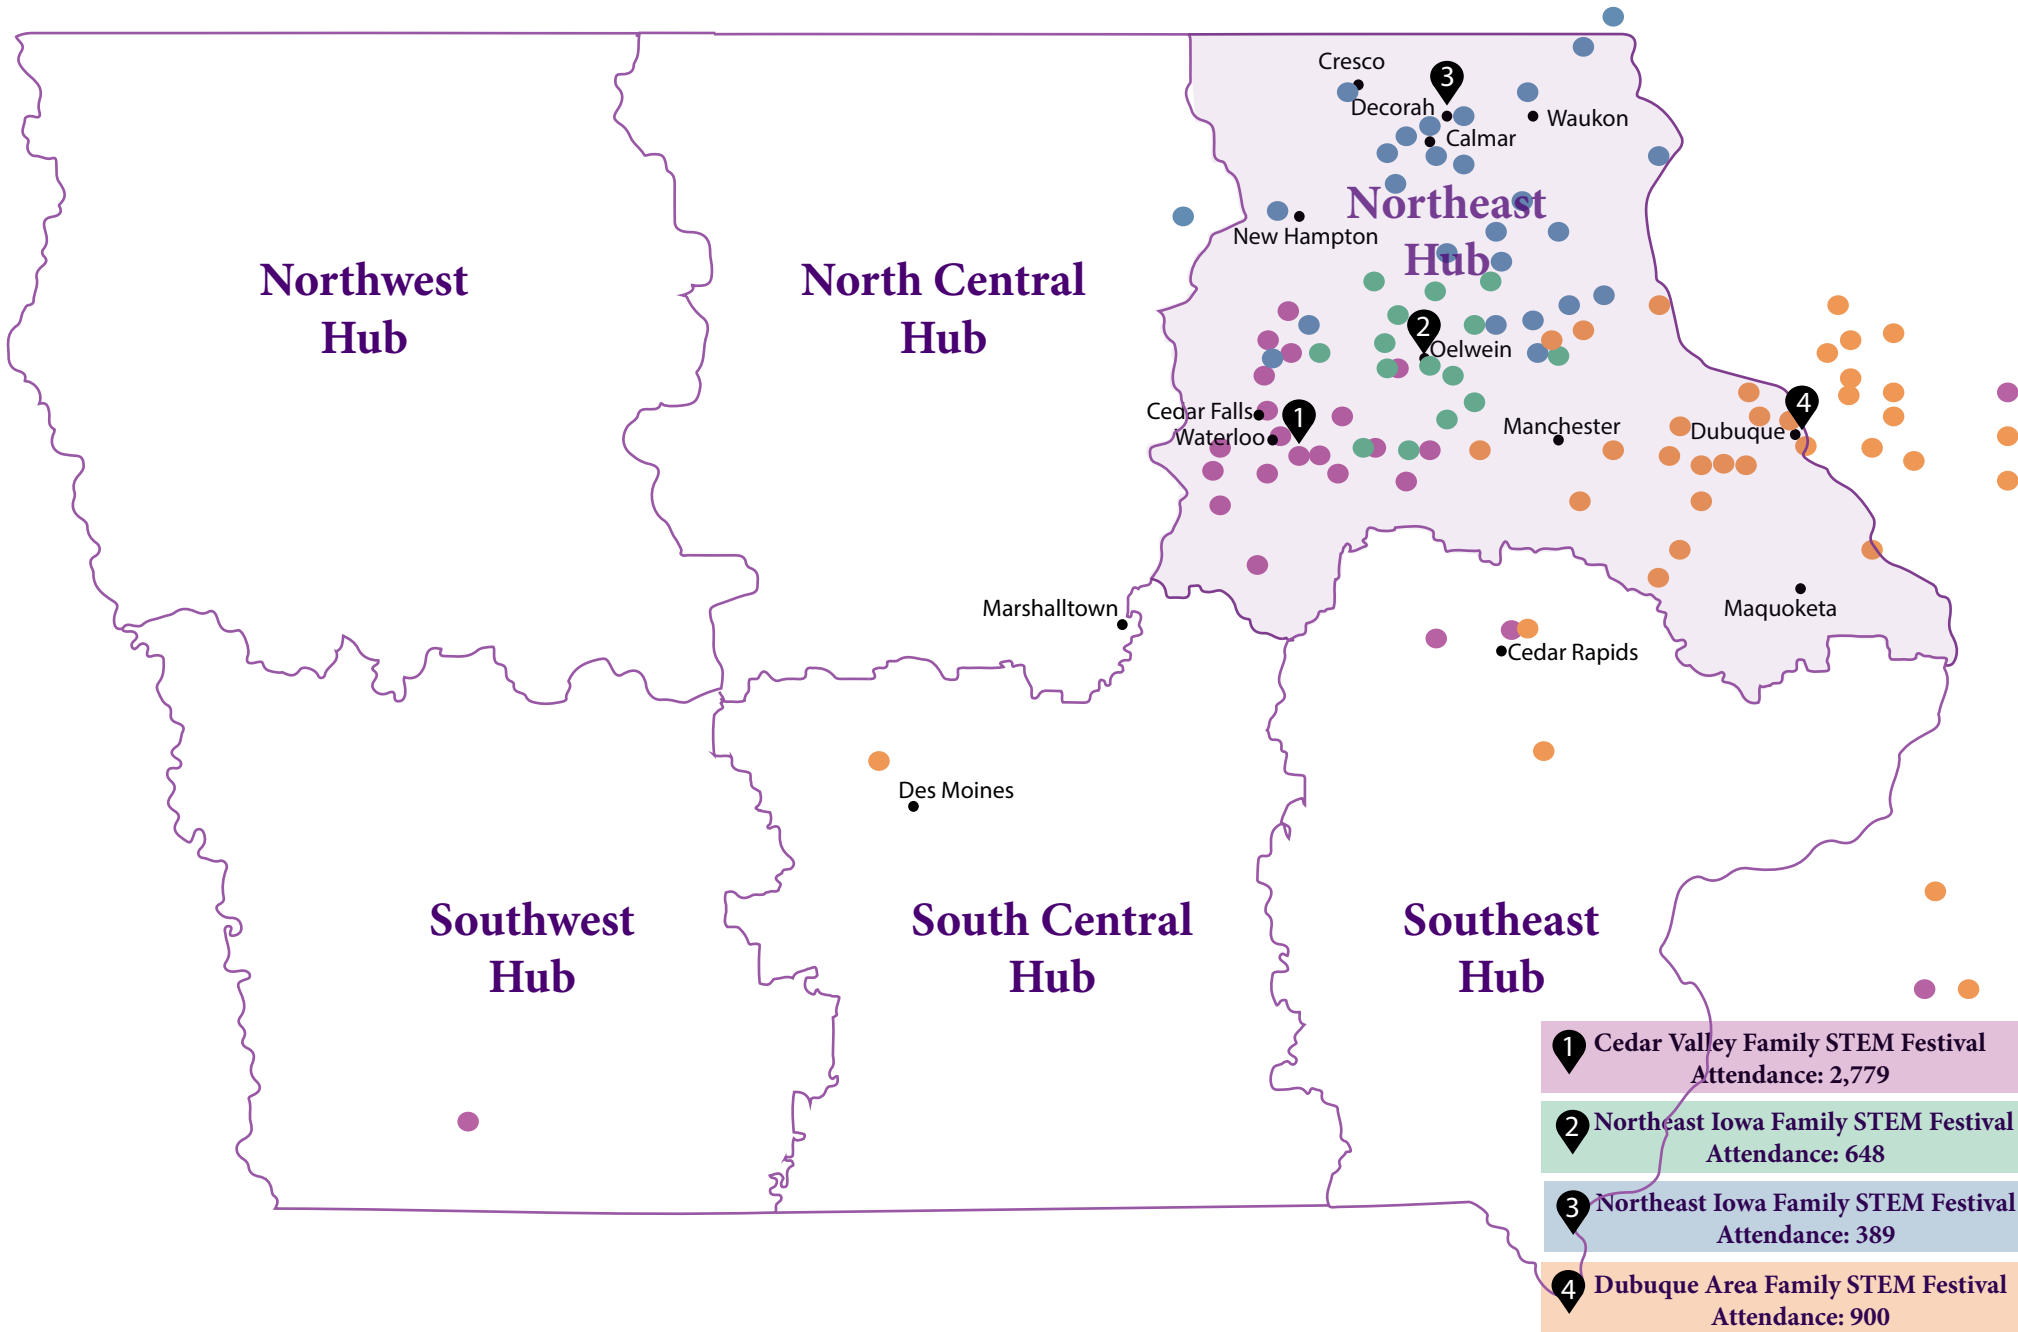 Cresco
3
Decorah
Waukon
Calmar
Northeast
Hub
New Hampton
Northwest
Hub
North Central
Hub
2
Oelwein
Cedar Falls
1
Waterloo
Manchester
4
Dubuque
Marshalltown
Maquoketa
Cedar Rapids
Des Moines
Southwest
Hub
South Central
Hub
Southeast
Hub
1 Cedar Valley Family STEM Festival
Attendance: 2,779
2 Northeast Iowa Family STEM Festival
Attendance: 648
3 Northeast Iowa Family STEM Festival
Attendance: 389
4 Dubuque Area Family STEM Festival
Attendance: 900